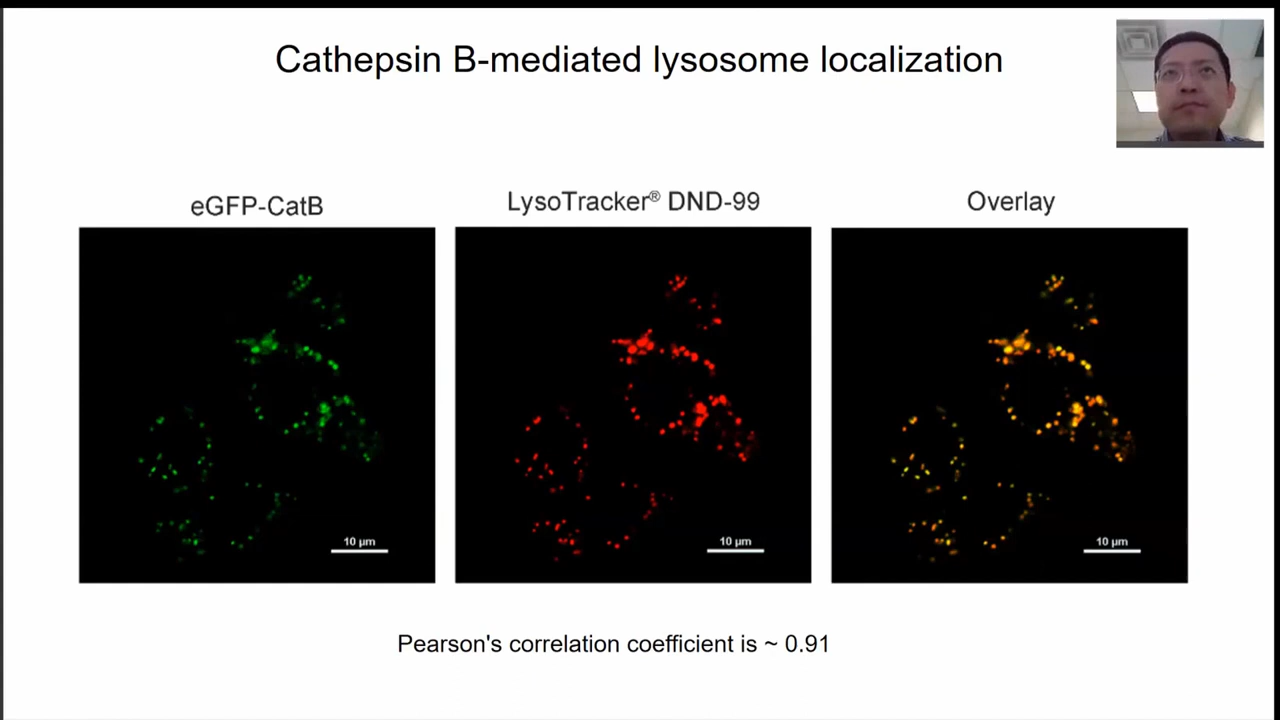 Cathepsin B-mediated lysosome localization
eGFP-CatB
LysoTracker® DND-99
Overlay
10 µm
10 µm
10 µm
Pearson's correlation coefficient is ~ 0.91